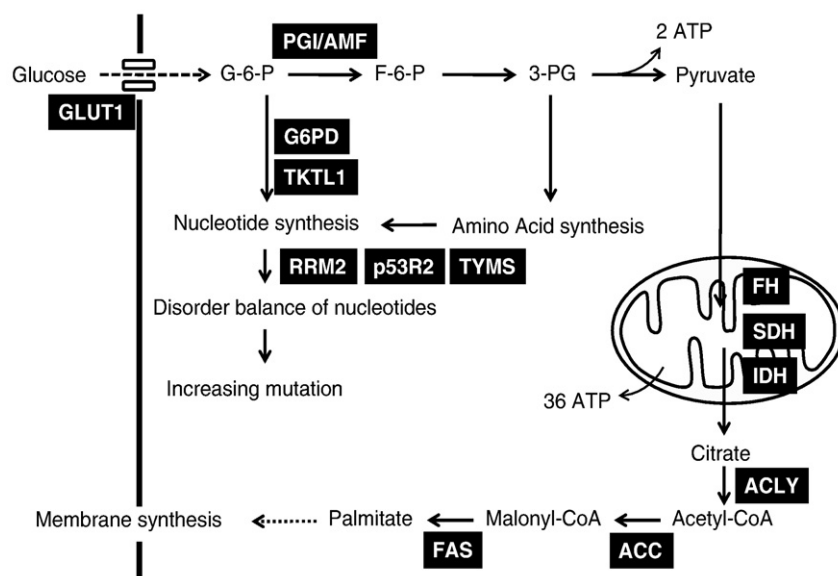 2 ATP
PGI/AMF
Glucose G-6-P F-6-P 3-PG Pyruvate
GLUT1
G6PD
TKTL1
Nucleotide synthesis Amino Acid synthesis
RRM2 p53R2 TYMS
FH
Disorder balance of nucleotides
SDH
IDH
Increasing mutation
36 ATP
Citrate
ACLY
Membrane synthesis Palmitate Malonyl-CoA Acetyl-CoA
FAS ACC